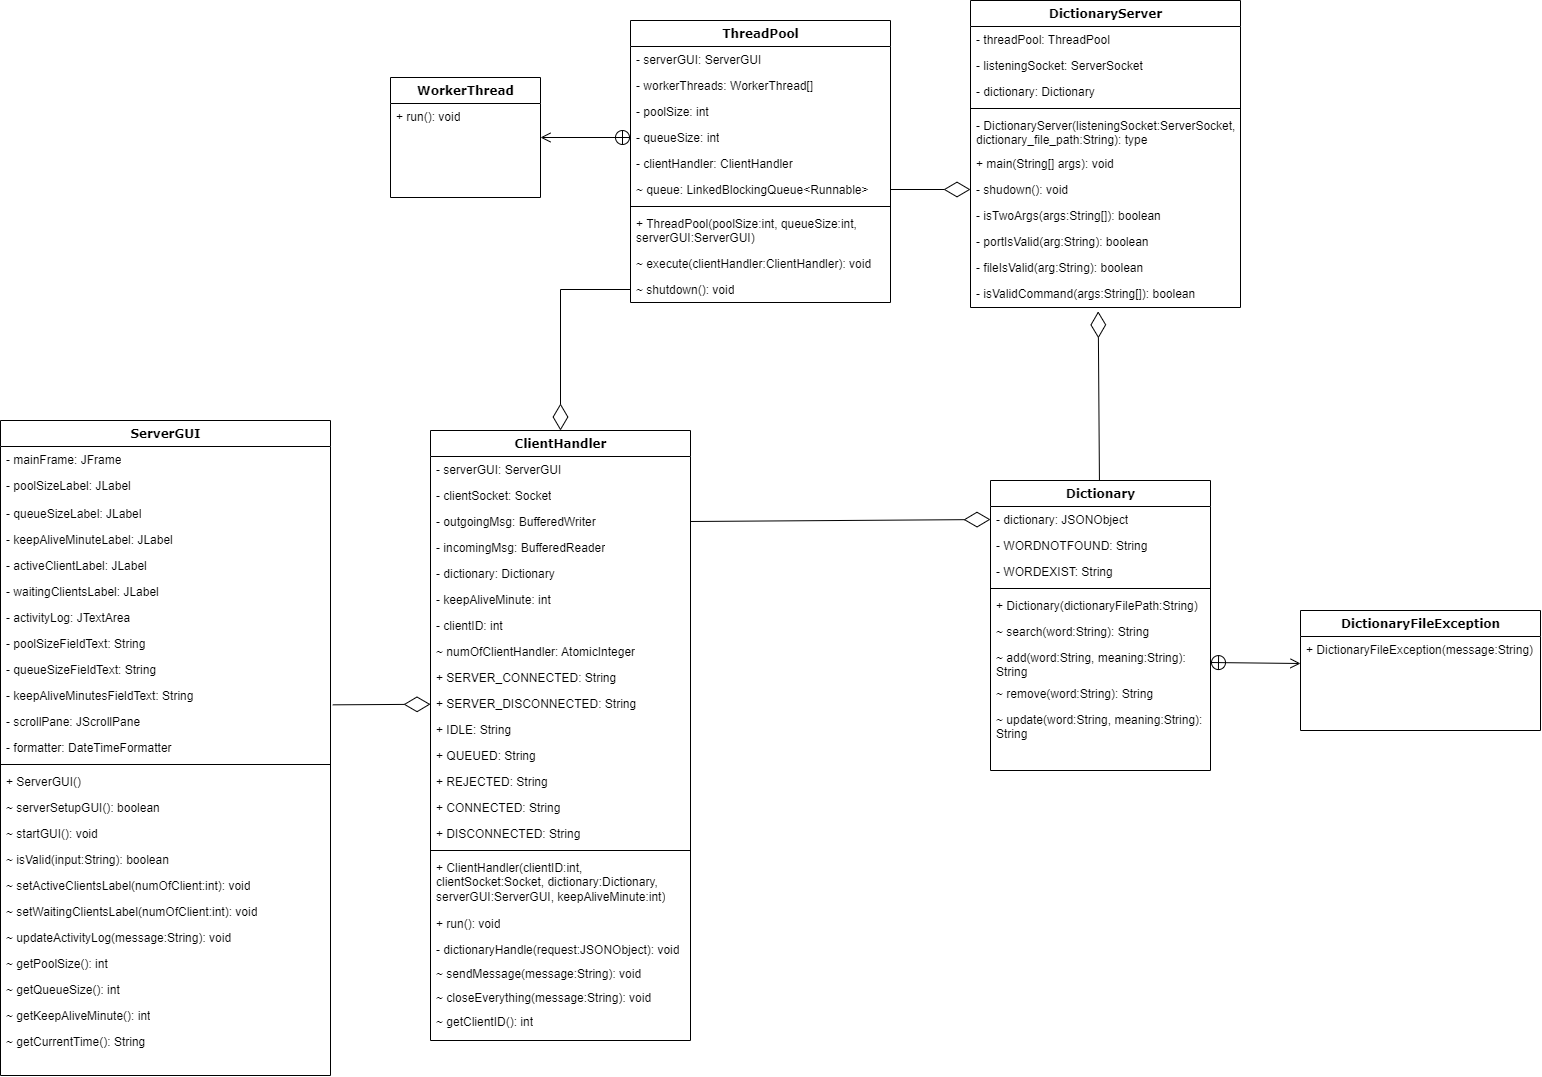 DictionaryServer
- threadPool: ThreadPool
- listeningSocket: ServerSocket
- dictionary: Dictionary
- DictionaryServer(listeningSocket:ServerSocket,
dictionary_file_path:String): type
+ main(String[] args): void
- shudown(): void
- isTwoArgs(args:String[]): boolean
- portIsValid(arg:String): boolean
- fileIsValid(arg:String): boolean
- isValidCommand(args:String[]): boolean
ThreadPool
- serverGUI: ServerGUI
- workerThreads: WorkerThread[]
- poolSize: int
- queueSize: int
- clientHandler: ClientHandler
~ queue: LinkedBlockingQueue<Runnable>
+ ThreadPool(poolSize:int, queueSize:int,
serverGUI:ServerGUI)
~ execute(clientHandler:ClientHandler): void
~ shutdown(): void
WorkerThread
+ run(): void
ServerGUI
- mainFrame: JFrame
- poolSizeLabel: JLabel
- queueSizeLabel: JLabel
- keepAliveMinuteLabel: JLabel
- activeClientLabel: JLabel
- waitingClientsLabel: JLabel
- activityLog: JTextArea
- poolSizeFieldText: String
- queueSizeFieldText: String
- keepAliveMinutesFieldText: String
- scrollPane: JScrollPane
- formatter: DateTimeFormatter
+ ServerGUI()
~ serverSetupGUI(): boolean
~ startGUI(): void
~ isValid(input:String): boolean
~ setActiveClientsLabel(numOfClient:int): void
~ setWaitingClientsLabel(numOfClient:int): void
~ updateActivityLog(message:String): void
~ getPoolSize(): int
~ getQueueSize(): int
~ getKeepAliveMinute(): int
~ getCurrentTime(): String
ClientHandler
- serverGUI: ServerGUI
- clientSocket: Socket
- outgoingMsg: BufferedWriter
- incomingMsg: BufferedReader
- dictionary: Dictionary
- keepAliveMinute: int
- clientID: int
~ numOfClientHandler: AtomicInteger
+ SERVER_CONNECTED: String
+ SERVER_DISCONNECTED: String
+ IDLE: String
+ QUEUED: String
+ REJECTED: String
+ CONNECTED: String
+ DISCONNECTED: String
+ ClientHandler(clientID:int,
clientSocket:Socket, dictionary:Dictionary,
serverGUI:ServerGUI, keepAliveMinute:int)
+ run(): void
- dictionaryHandle(request:JSONObject): void
~ sendMessage(message:String): void
~ closeEverything(message:String): void
~ getClientID(): int
Dictionary
- dictionary: JSONObject
- WORDNOTFOUND: String
- WORDEXIST: String
+ Dictionary(dictionaryFilePath:String)
~ search(word:String): String
~ add(word:String, meaning:String):
String
~ remove(word:String): String
~ update(word:String, meaning:String):
String
DictionaryFileException
+ DictionaryFileException(message:String)